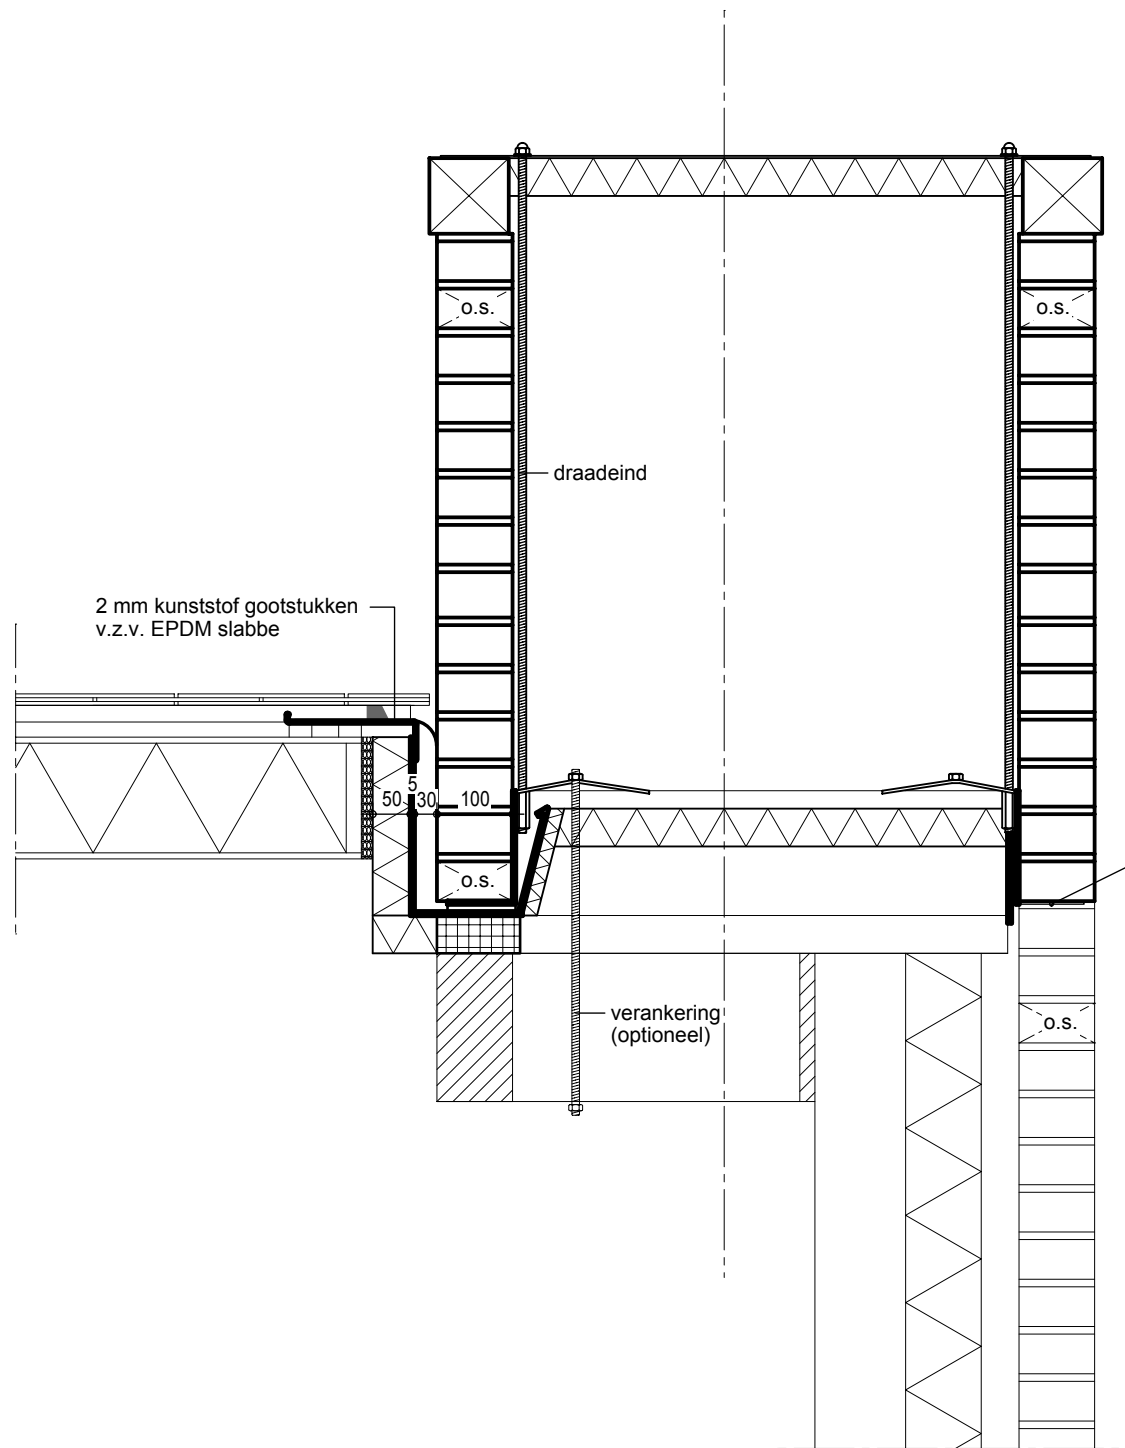 o.s.
o.s.
draadeind
2 mm kunststof gootstukken
v.z.v. EPDM slabbe
5
50
30
100
o.s.
verankering
(optioneel)
o.s.